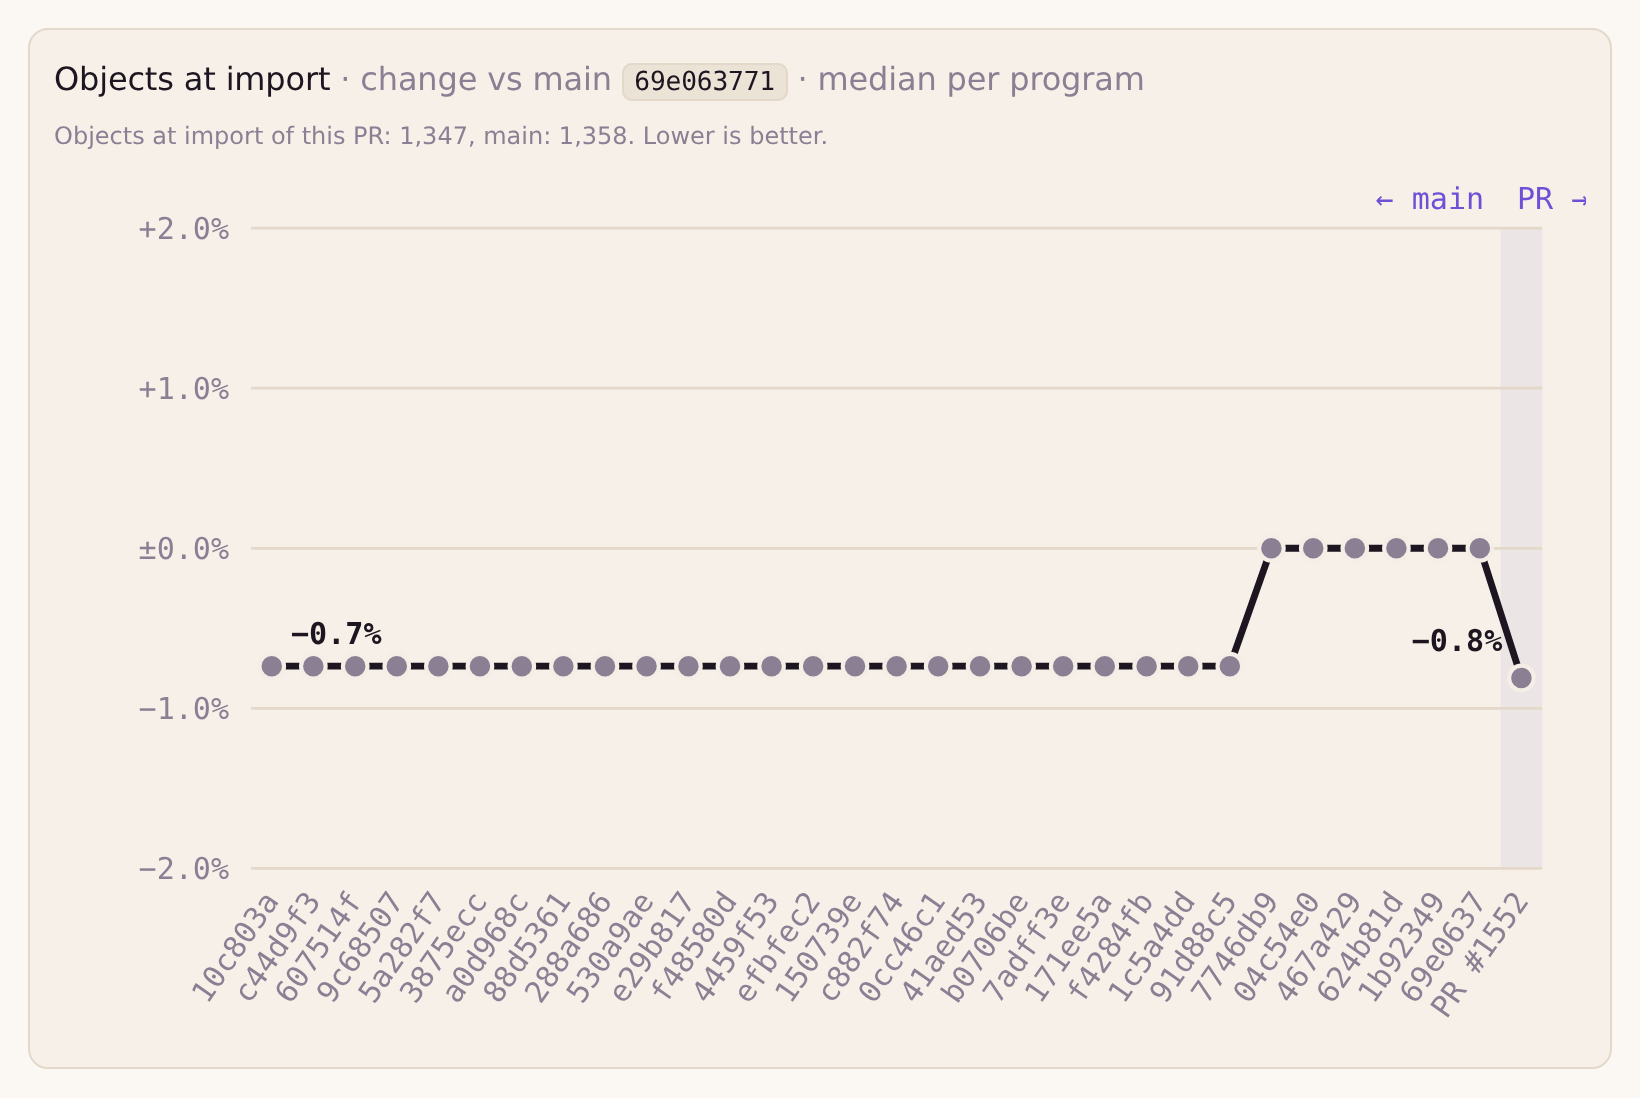 Objects at import · change vs main 69e063771 · median per program
Objects at import of this PR: 1,347, main: 1,358. Lower is better.
← main PR →
+2.0%
+1.0%
±0.0%
−0.7%
−0.8%
−1.0%
−2.0%
10c803a
c44d9f3
607514f
9c68507
5a282f7
3875ecc
a0d968c
88d5361
288a686
530a9ae
e29b817
f48580d
4459f53
efbfec2
150739e
c882f74
0cc46c1
41aed53
b0706be
7adff3e
171ee5a
f4284fb
1c5a4dd
91d88c5
7746db9
04c54e0
467a429
624b81d
1b92349
69e0637
PR #1552